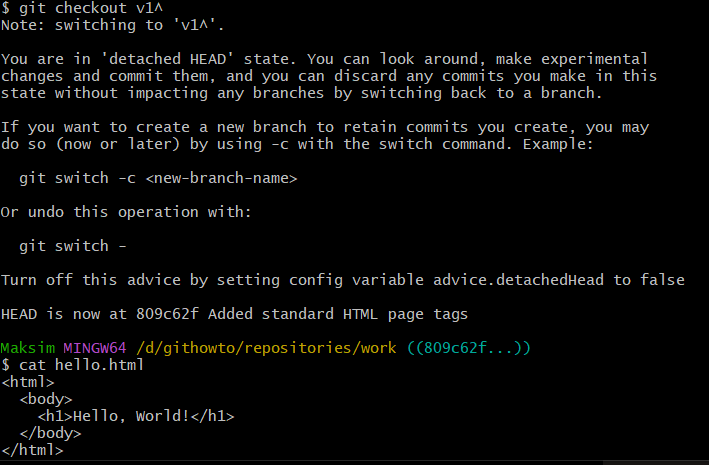 $ git checkout v1^
Note: switching to 'v1^'.

You are in 'detached HEAD' state. You can look around, make experimental
changes and commit them, and you can discard any commits you make in this
state without impacting any branches by switching back to a branch.

If you want to create a new branch to retain commits you create, you may
do so (now or later) by using -c with the switch command. Example:

  git switch -c <new-branch-name>

Or undo this operation with:

  git switch -

Turn off this advice by setting config variable advice.detachedHead to false

HEAD is now at 809c62f Added standard HTML page tags

Maksim MINGW64 /d/githowto/repositories/work ((809c62f...))
$ cat hello.html
<html>
  <body>
    <h1>Hello, World!</h1>
  </body>
</html>